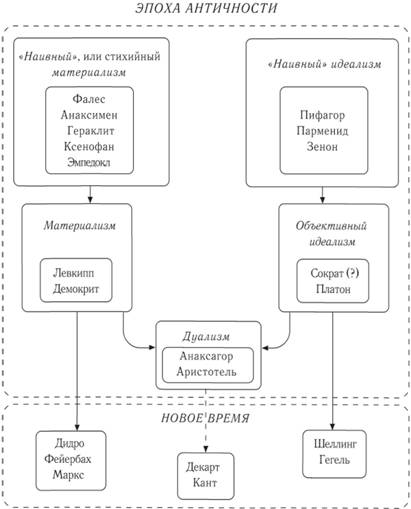 ЭПОХА АНТИЧНОСТИ
«Наивный», или стихийный
материализм
Фалес
Анаксимен
Гераклит
Ксенофан
Эмпедокл
«Наивный» идеализм
Пифагор
Парменид
Зенон
Материализм
Левкипп
Демокрит
Объективный
идеализм
Сократ (?)
Платон
Дуализм
Анаксагор
Аристотель
НОВОЕ ВРЕМЯ
Дидро
Фейербах
Маркс
Декарт
Кант
Шеллинг
Гегель